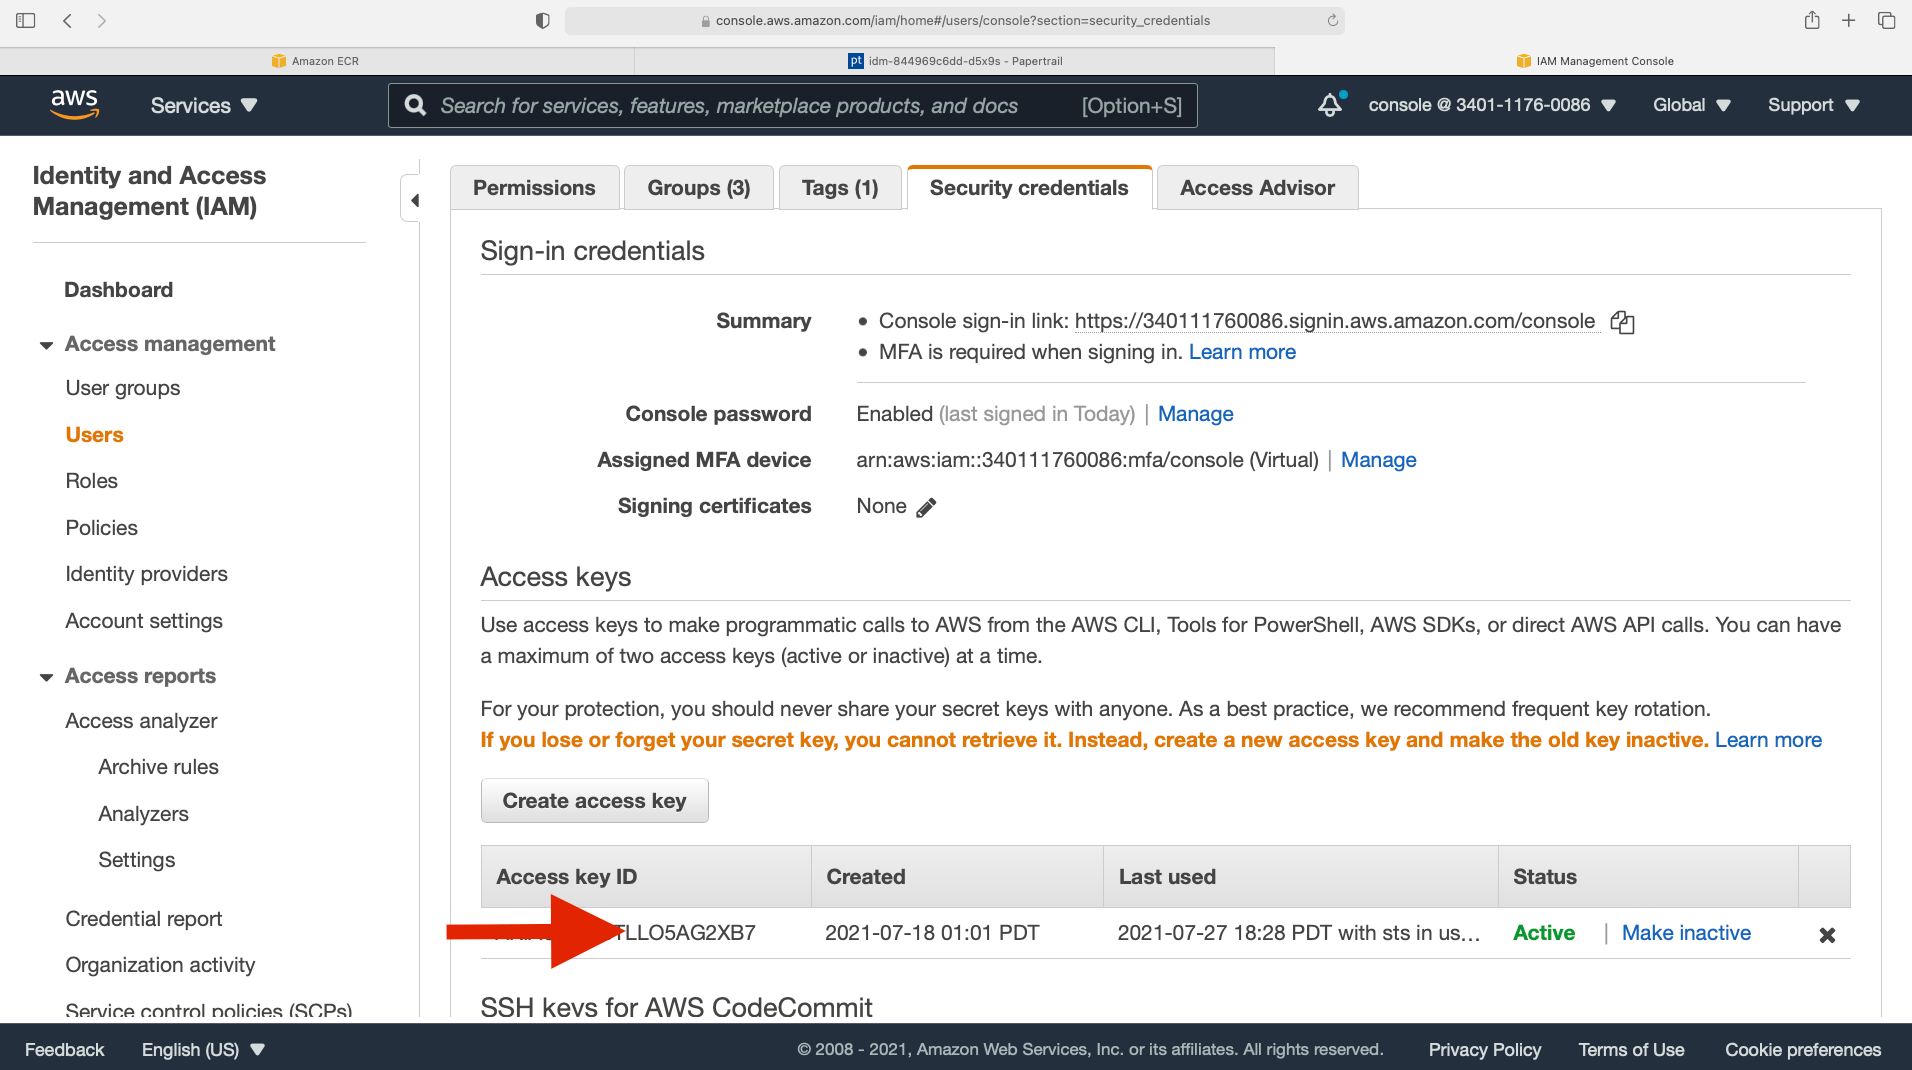 console.aws.amazon.com/iam/home#/users/console?section=security_credentials
Amazon ECR
pt idm-844969c6dd-d5x9s - Papertrail
IAM Management Console
aws
Services
Search for services, features, marketplace products, and docs [Option+S]
console @ 3401-1176-0086
Global
Support
Identity and Access
Management (IAM)
Dashboard
Access management
User groups
Users
Roles
Policies
Identity providers
Account settings
Access reports
Access analyzer
Archive rules
Analyzers
Settings
Credential report
Organization activity
Service control policies (SCPs)
Permissions
Groups (3)
Tags (1)
Security credentials
Access Advisor
Sign-in credentials
Summary
• Console sign-in link: https://340111760086.signin.aws.amazon.com/console
• MFA is required when signing in. Learn more
Console password Enabled (last signed in Today) | Manage
Assigned MFA device arn:aws:iam::340111760086:mfa/console (Virtual) | Manage
Signing certificates None
Access keys
Use access keys to make programmatic calls to AWS from the AWS CLI, Tools for PowerShell, AWS SDKs, or direct AWS API calls. You can have
a maximum of two access keys (active or inactive) at a time.
For your protection, you should never share your secret keys with anyone. As a best practice, we recommend frequent key rotation.
If you lose or forget your secret key, you cannot retrieve it. Instead, create a new access key and make the old key inactive. Learn more
Create access key
Access key ID Created Last used Status
TLLO5AG2XB7 2021-07-18 01:01 PDT 2021-07-27 18:28 PDT with sts in us... Active | Make inactive
SSH keys for AWS CodeCommit
Feedback
English (US)
© 2008 - 2021, Amazon Web Services, Inc. or its affiliates. All rights reserved.
Privacy Policy
Terms of Use
Cookie preferences